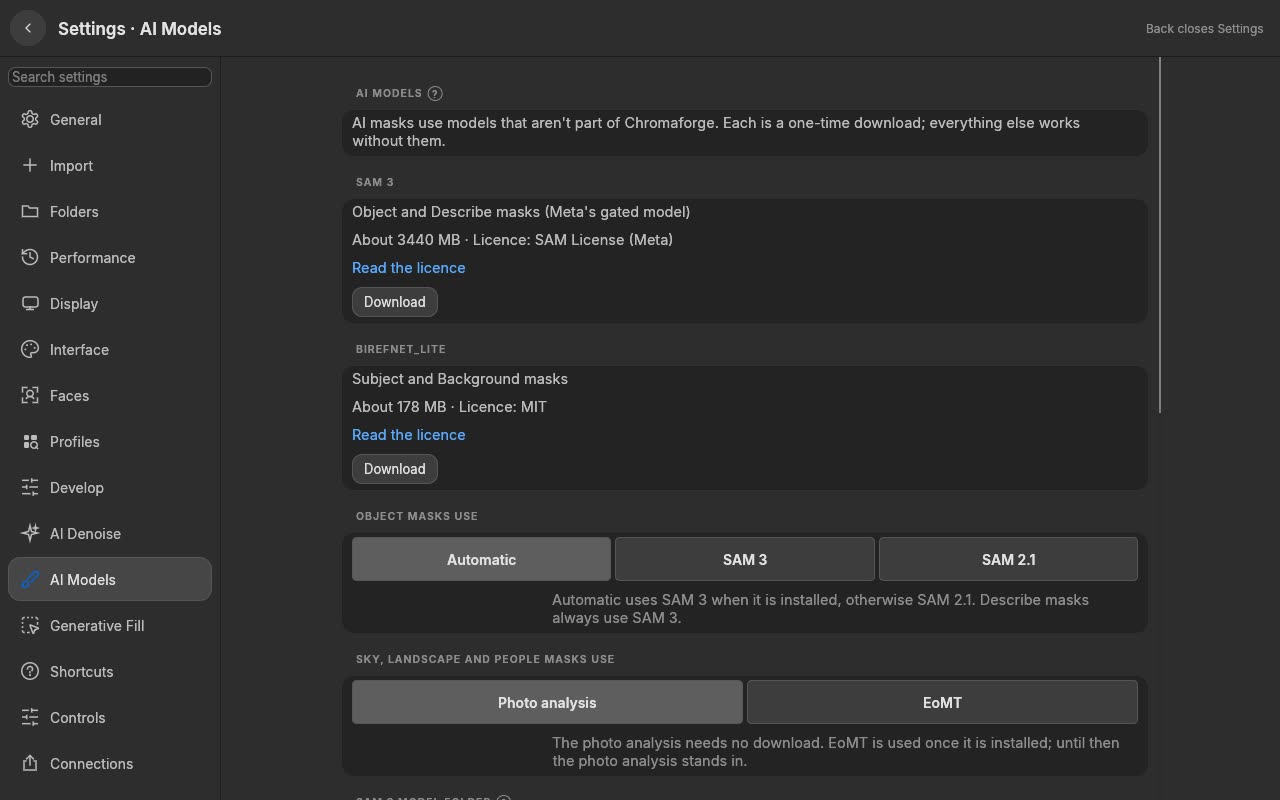 Settings · AI Models
Back closes Settings
Search settings
General
Import
Folders
Performance
Display
Interface
Faces
Profiles
Develop
AI Denoise
AI Models
Generative Fill
Shortcuts
Controls
Connections
AI MODELS ?
AI masks use models that aren't part of Chromaforge. Each is a one-time download; everything else works
without them.
SAM 3
Object and Describe masks (Meta's gated model)
About 3440 MB · Licence: SAM License (Meta)
Read the licence
Download
BIREFNET_LITE
Subject and Background masks
About 178 MB · Licence: MIT
Read the licence
Download
OBJECT MASKS USE
Automatic
SAM 3
SAM 2.1
Automatic uses SAM 3 when it is installed, otherwise SAM 2.1. Describe masks
always use SAM 3.
SKY, LANDSCAPE AND PEOPLE MASKS USE
Photo analysis
EoMT
The photo analysis needs no download. EoMT is used once it is installed; until then
the photo analysis stands in.